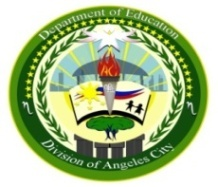 Department of Education
AC
Division of Angeles City